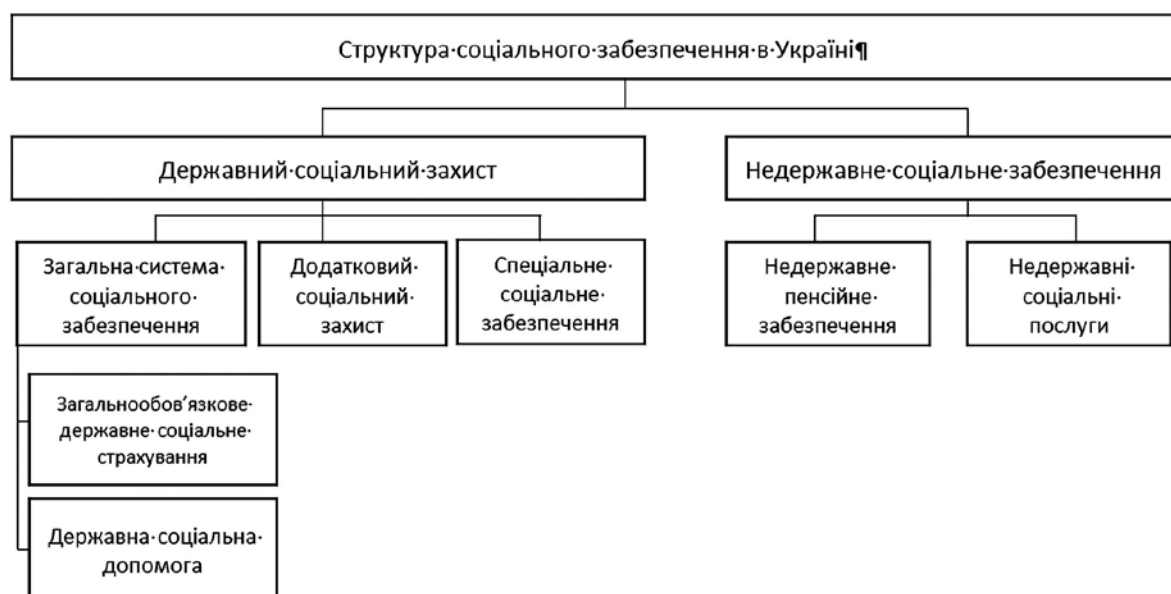 Структура·соціального·забезпечення·в·Україні¶
Державний·соціальний·захист
Недержавне·соціальне·забезпечення
Загальна·система·
соціального·
забезпечення
Додатковий·
соціальний·
захист
Спеціальне·
соціальне·
забезпечення
Недержавне·
пенсійне·
забезпечення
Недержавні·
соціальні·
послуги
Загальнообов'язкове·
державне·соціальне·
страхування
Державна·соціальна·
допомога